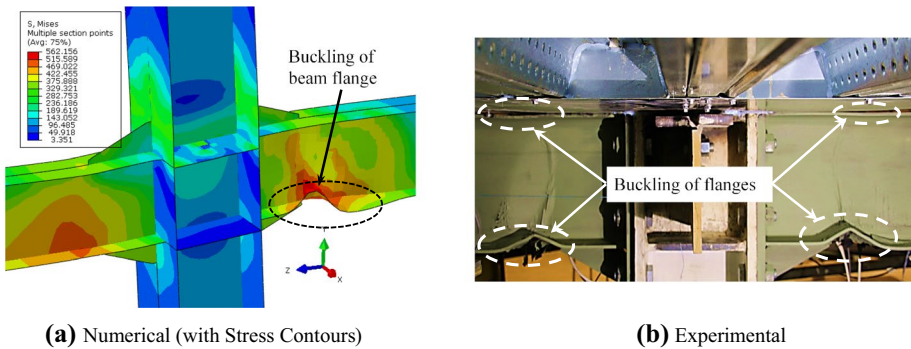 S, Mises
Multiple section points
(Avg: 75%)
562.156
515.589
469.022
422.455
375.888
329.321
282.753
236.186
189.619
143.052
96.485
49.918
3.351
Buckling of
beam flange
Y
Z
X
Buckling of flanges
(a) Numerical (with Stress Contours)
(b) Experimental